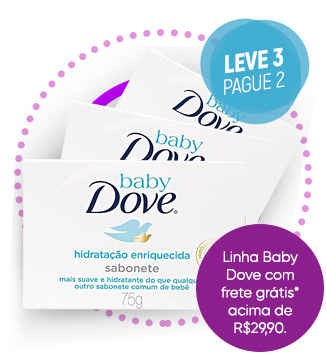 LEVE 3
PAGUE 2
baby
Dove
baby
Dove
baby
Dove
hidratação enriquecida
sabonete
mais suave e hidratante do que qualquer
outro sabonete comum de bebê
75g
Linha Baby
Dove com
frete grátis*
acima de
R$29,90.